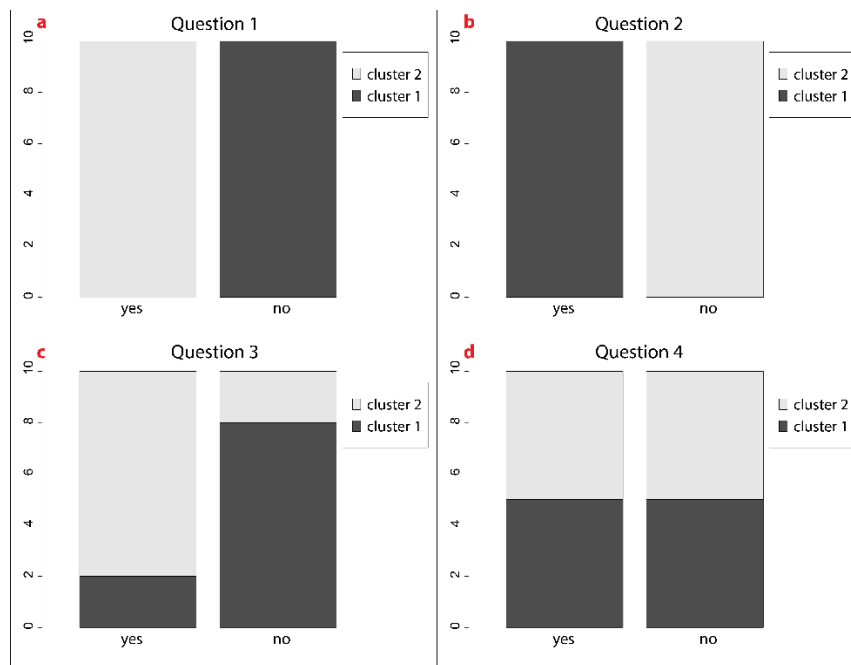 a
Question 1
10
8
6
4
2
0
yes
no
cluster 2
cluster 1
b
Question 2
10
8
6
4
2
0
yes
no
cluster 2
cluster 1
c
Question 3
10
8
6
4
2
0
yes
no
cluster 2
cluster 1
d
Question 4
10
8
6
4
2
0
yes
no
cluster 2
cluster 1